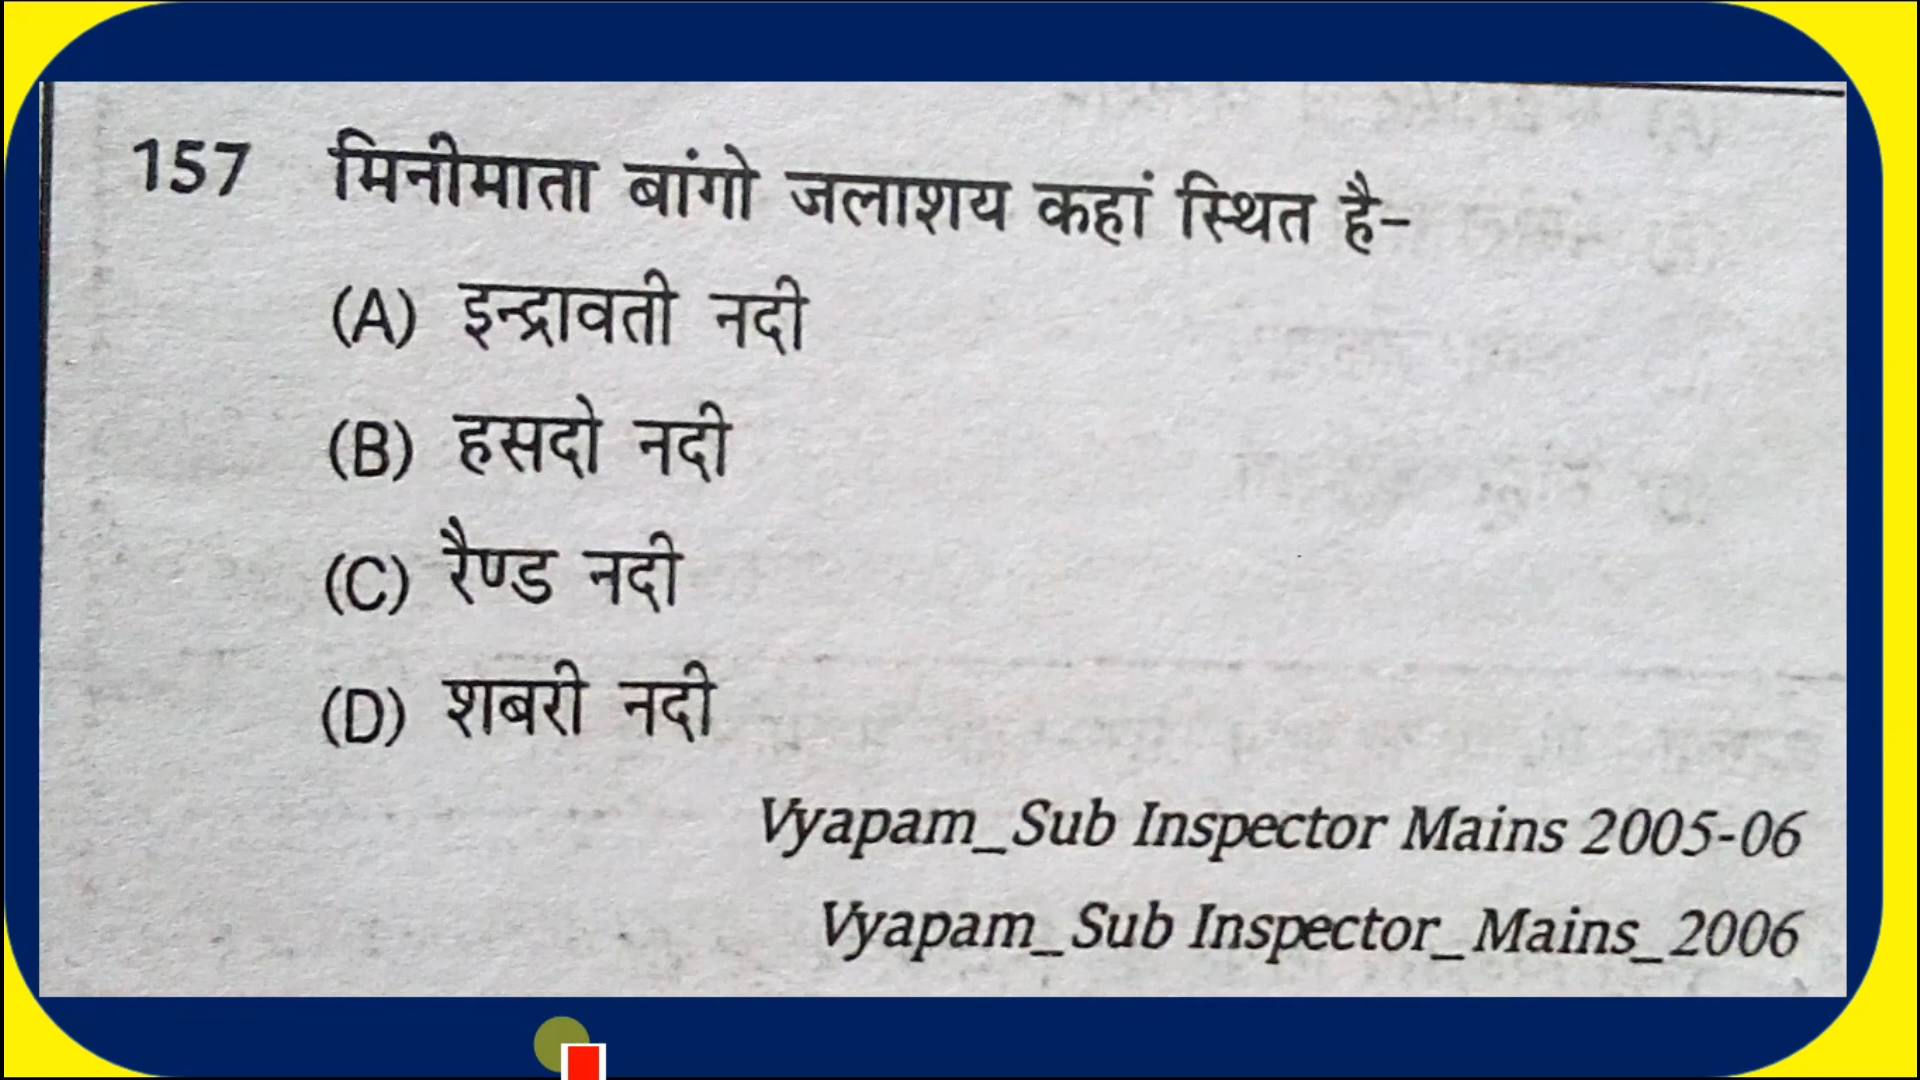 157 मिनीमाता बांगो जलाशय कहां स्थित है-
(A) इन्द्रावती नदी
(B) हसदो नदी
(C) रैण्ड नदी
(D) शबरी नदी
Vyapam_Sub Inspector Mains 2005-06
Vyapam_Sub Inspector_Mains_2006